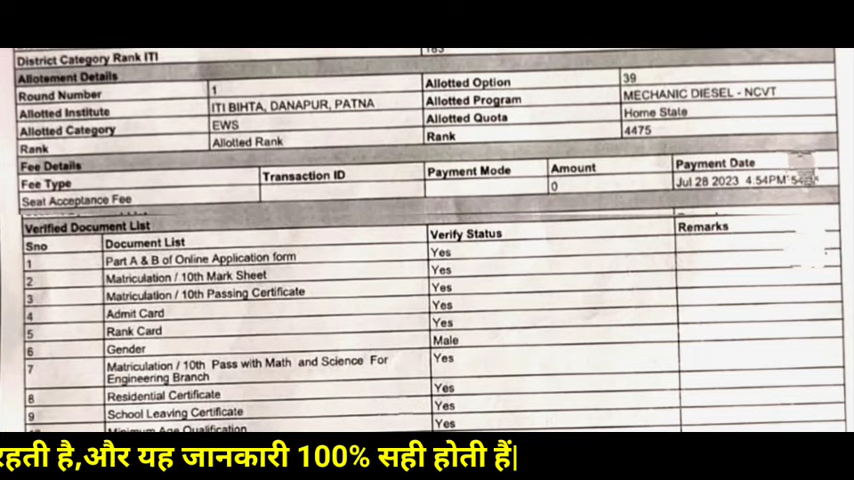 District Category Rank ITI 183
Allotement Details
Round Number 1 Allotted Option 39
Allotted Institute ITI BIHTA, DANAPUR, PATNA Allotted Program MECHANIC DIESEL - NCVT
Allotted Category EWS Allotted Quota Home State
Rank Allotted Rank Rank 4475
Fee Details
Fee Type Transaction ID Payment Mode Amount Payment Date
Seat Acceptance Fee 0 Jul 28 2023 4:54PM
Verified Document List
Sno Document List Verify Status Remarks
1 Part A & B of Online Application form Yes
2 Matriculation / 10th Mark Sheet Yes
3 Matriculation / 10th Passing Certificate Yes
4 Admit Card Yes
5 Rank Card Yes
6 Gender Male
7 Matriculation / 10th Pass with Math and Science For Yes
Engineering Branch
8 Residential Certificate Yes
9 School Leaving Certificate Yes
Minimum Age Qualification Yes
रहती है,और यह जानकारी 100% सही होती हैं|